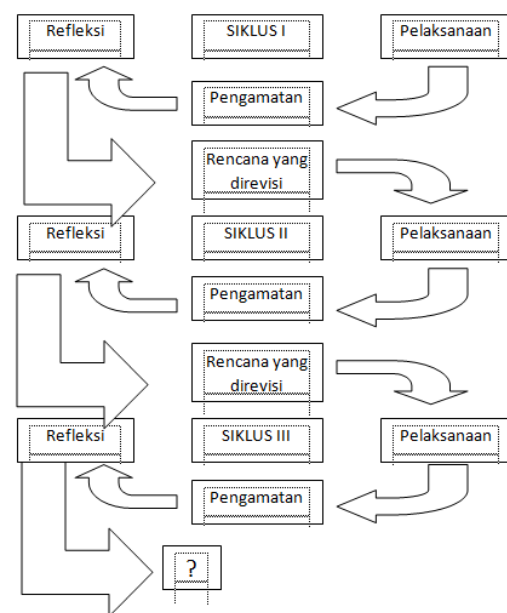 Refleksi
SIKLUS I
Pelaksanaan
Pengamatan
Rencana yang
direvisi
Refleksi
SIKLUS II
Pelaksanaan
Pengamatan
Rencana yang
direvisi
Refleksi
SIKLUS III
Pelaksanaan
Pengamatan
?